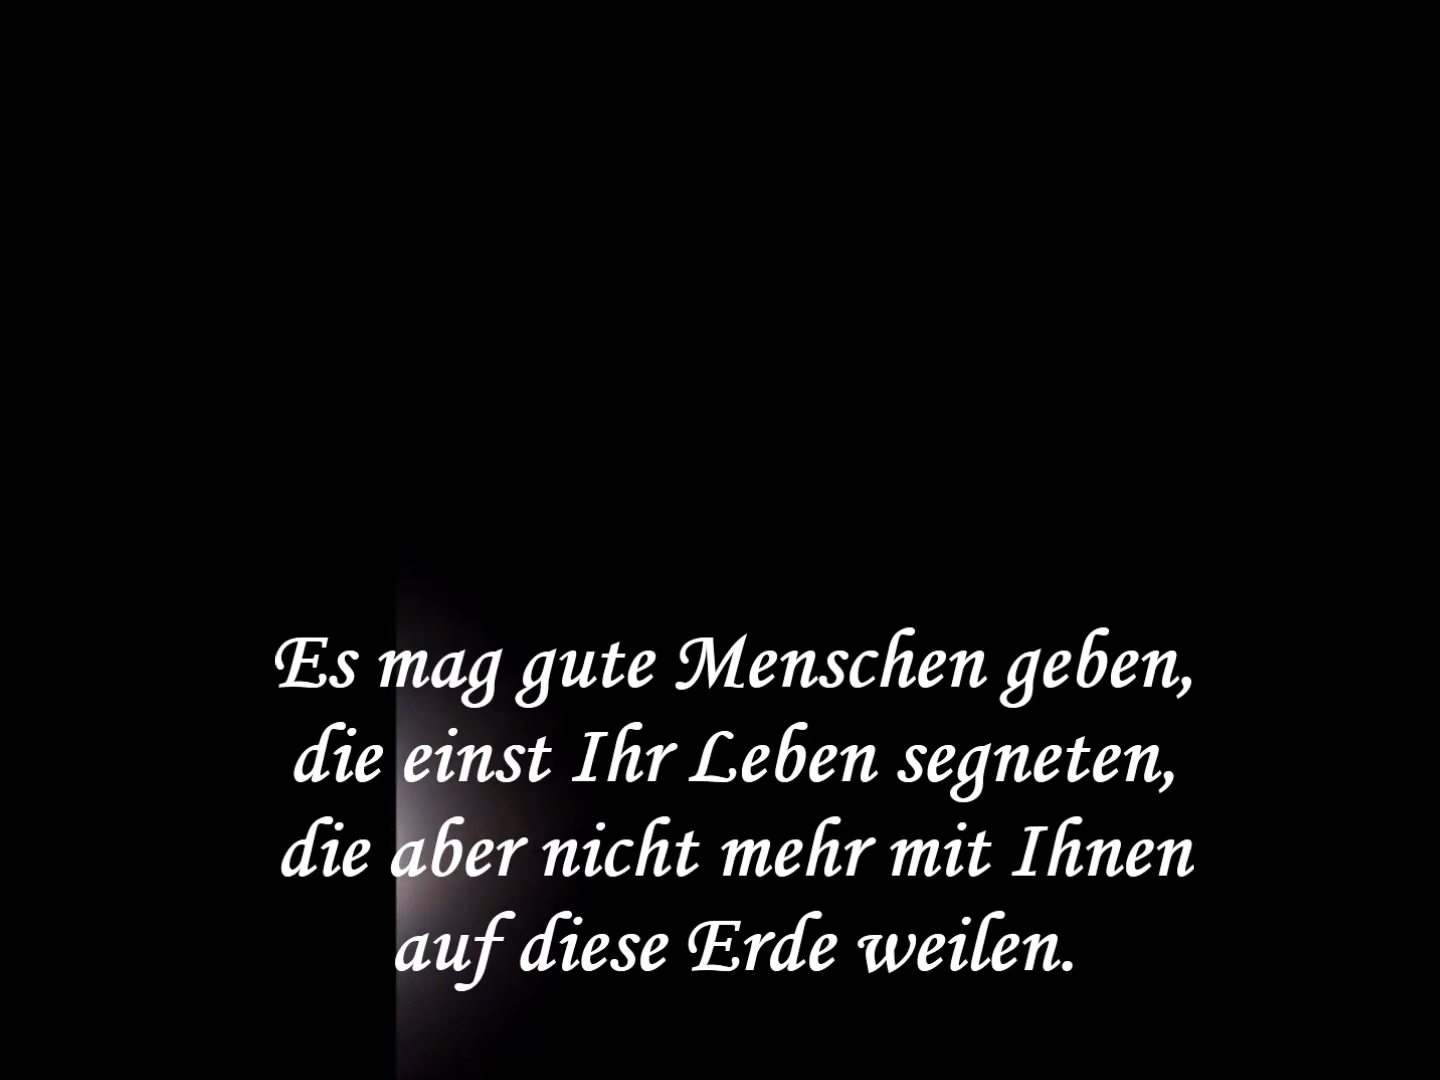 Es mag gute Menschen geben,
die einst Ihr Leben segneten,
die aber nicht mehr mit Ihnen
auf diese Erde weilen.